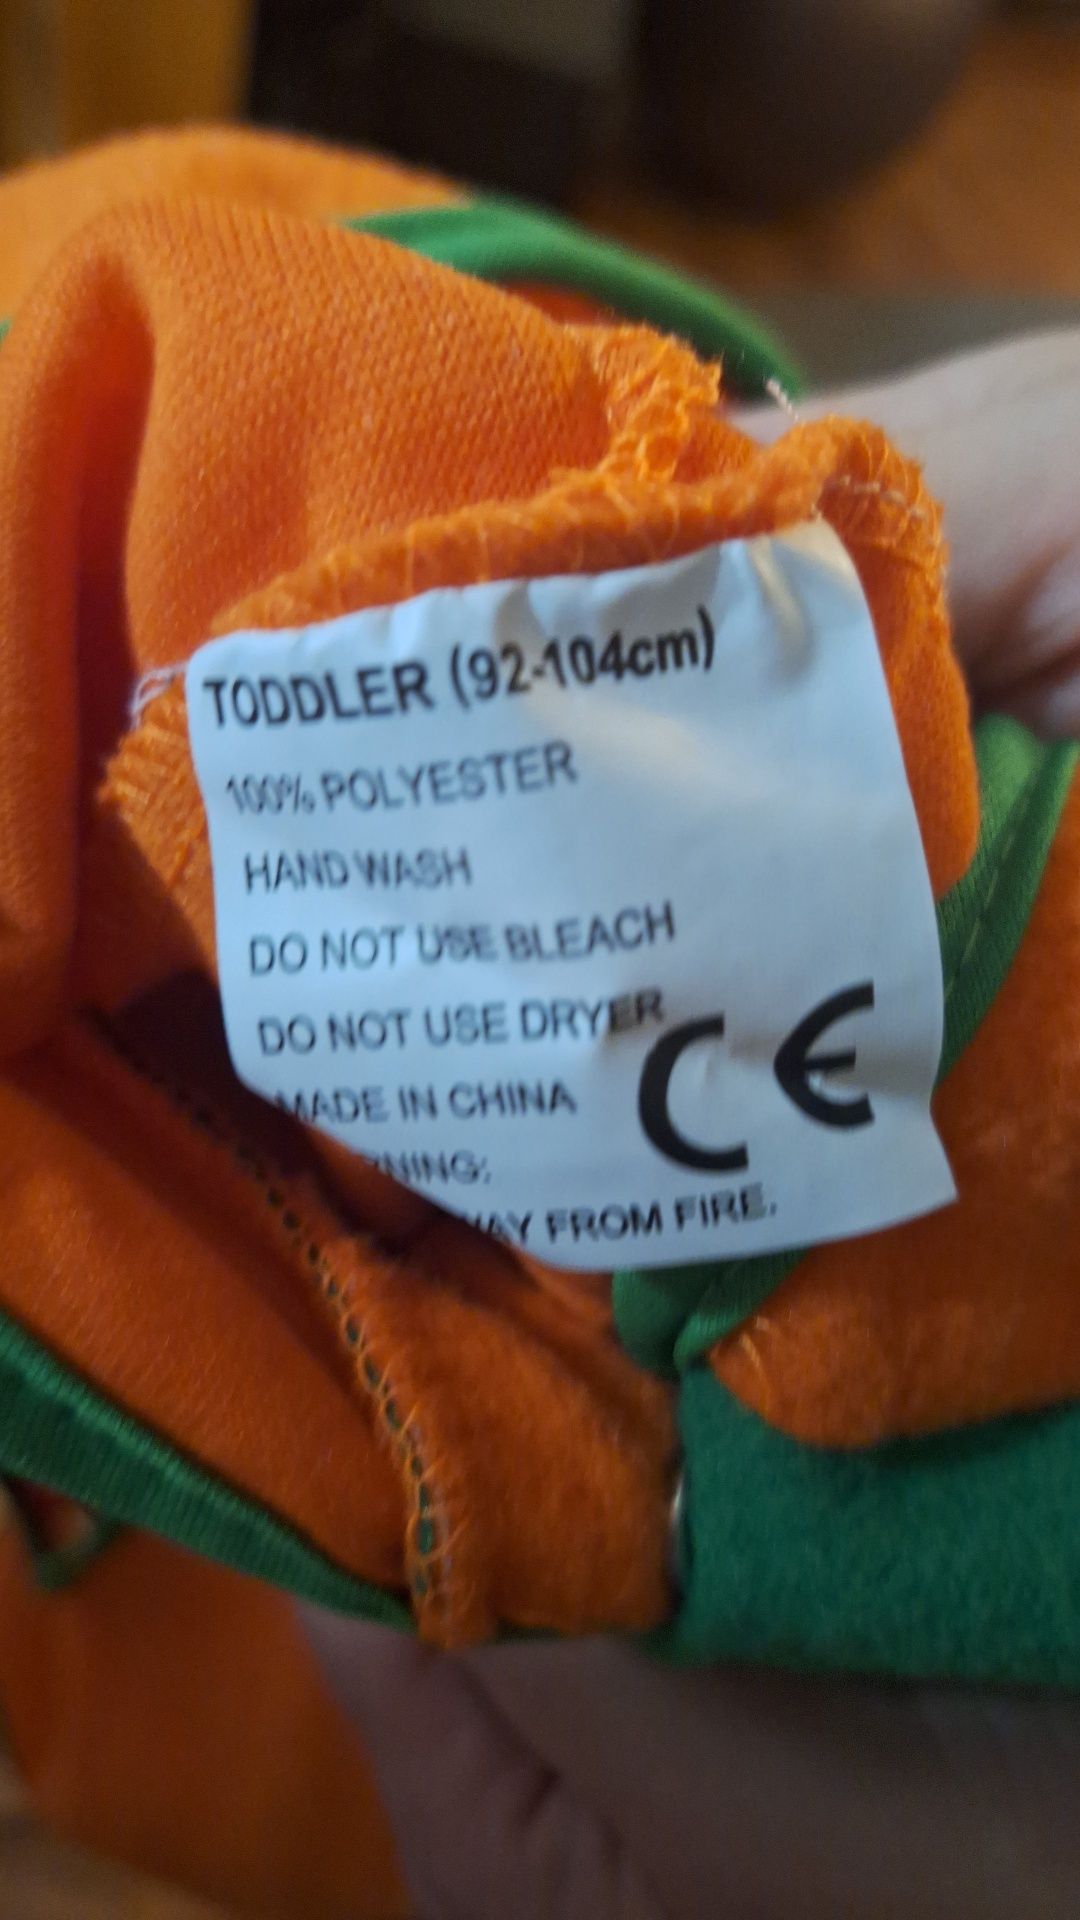 TODDLER (92-104cm)
100% POLYESTER
HAND WASH
DO NOT USE BLEACH
DO NOT USE DRYER
MADE IN CHINA
CE
FROM FIRE.